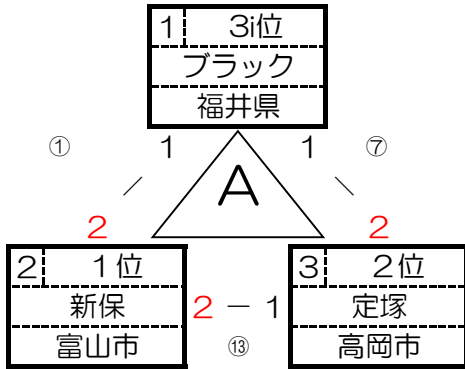 1 3i位
ブラック
福井県
① 1 1 ⑦
／ A ＼
2 2
2 1位 3 2位
新保 2 － 1 定塚
富山市 ⑬ 高岡市